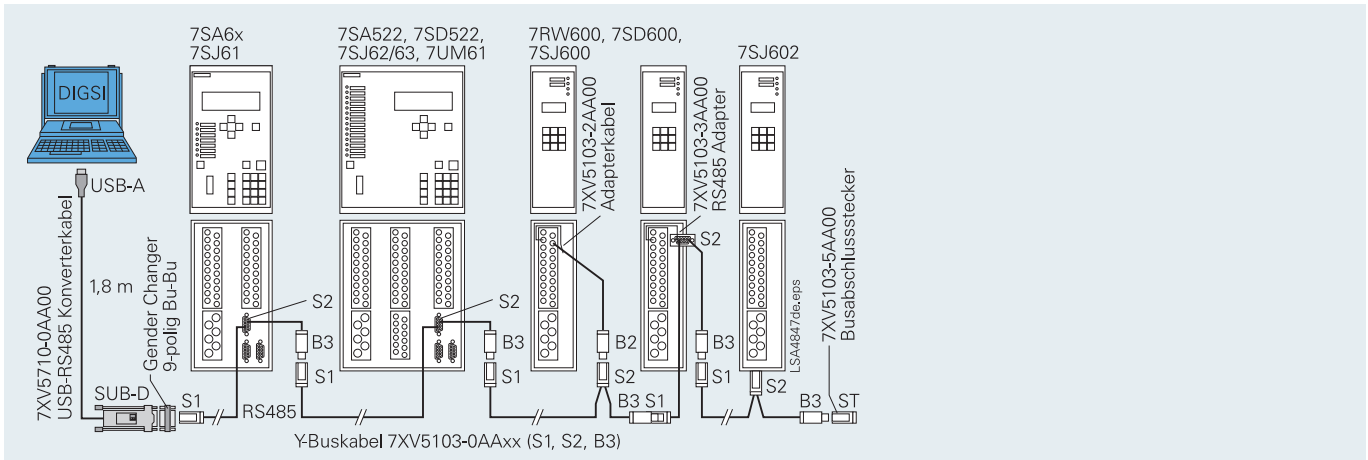 7SA6x
7SJ61
7SA522, 7SD522,
7SJ62/63, 7UM61
7RW600, 7SD600,
7SJ600
7SJ602
DIGSI
USB-A
7XV5710-0AA00
USB-RS485 Konverterkabel
1,8 m
Gender Changer
9-polig Bu-Bu
SUB-D
S1
RS485
S2
B3
S1
S2
B3
S1
7XV5103-2AA00
Adapterkabel
B2
S2
7XV5103-3AA00
RS485 Adapter
S2
B3 S1
B3
S1
S2
LSA4847de.eps
7XV5103-5AA00
Busabschlussstecker
B3
ST
Y-Buskabel 7XV5103-0AAxx (S1, S2, B3)